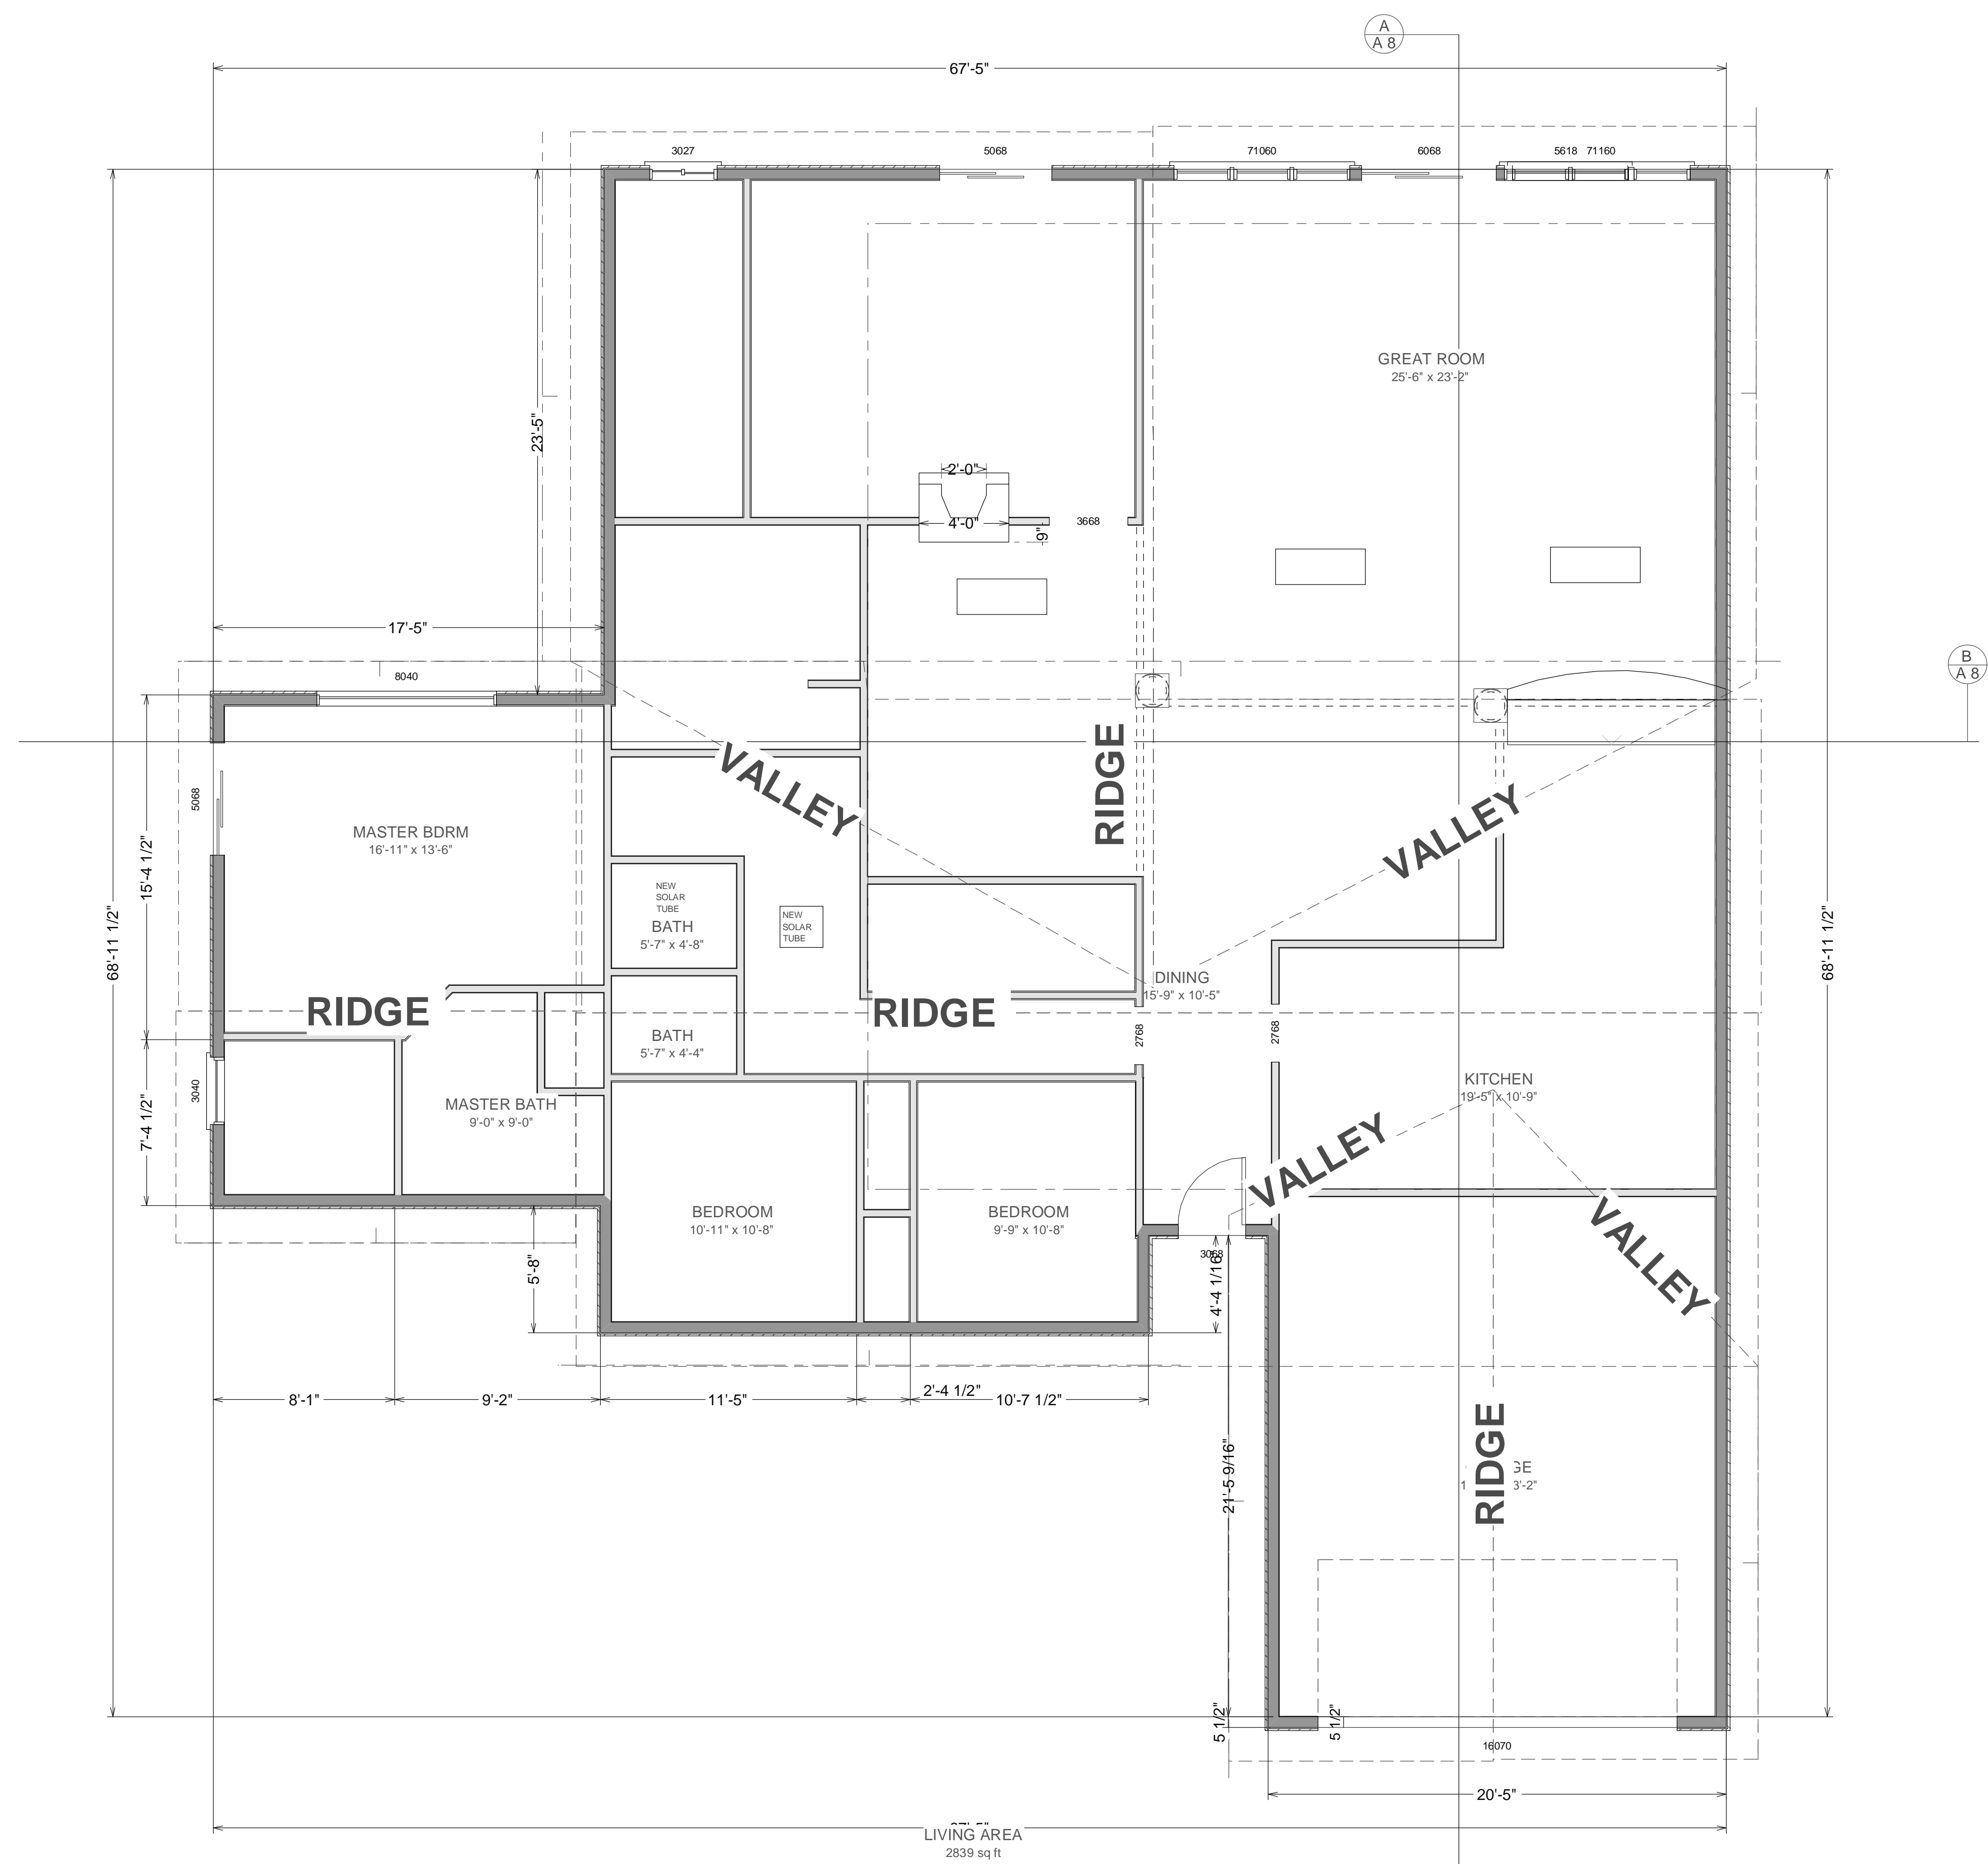 A
A 8
67'-5"
3027
5068
71060
6068
5618
71160
GREAT ROOM
25'-6" x 23'-2"
23'-5"
2'-0"
4'-0"
9"
3668
17'-5"
8040
B
A 8
RIDGE
VALLEY
VALLEY
5068
MASTER BDRM
16'-11" x 13'-6"
15'-4 1/2"
68'-11 1/2"
68'-11 1/2"
NEW
SOLAR
TUBE
BATH
5'-7" x 4'-8"
NEW
SOLAR
TUBE
DINING
15'-9" x 10'-5"
RIDGE
RIDGE
BATH
5'-7" x 4'-4"
2768
2768
3040
7'-4 1/2"
MASTER BATH
9'-0" x 9'-0"
KITCHEN
19'-5" x 10'-9"
VALLEY
VALLEY
BEDROOM
10'-11" x 10'-8"
BEDROOM
9'-9" x 10'-8"
3068
5'-8"
4'-4 1/16"
8'-1"
9'-2"
11'-5"
2'-4 1/2"
10'-7 1/2"
21'-5 9/16"
RIDGE
5 1/2"
5 1/2"
16070
20'-5"
LIVING AREA
2839 sq ft